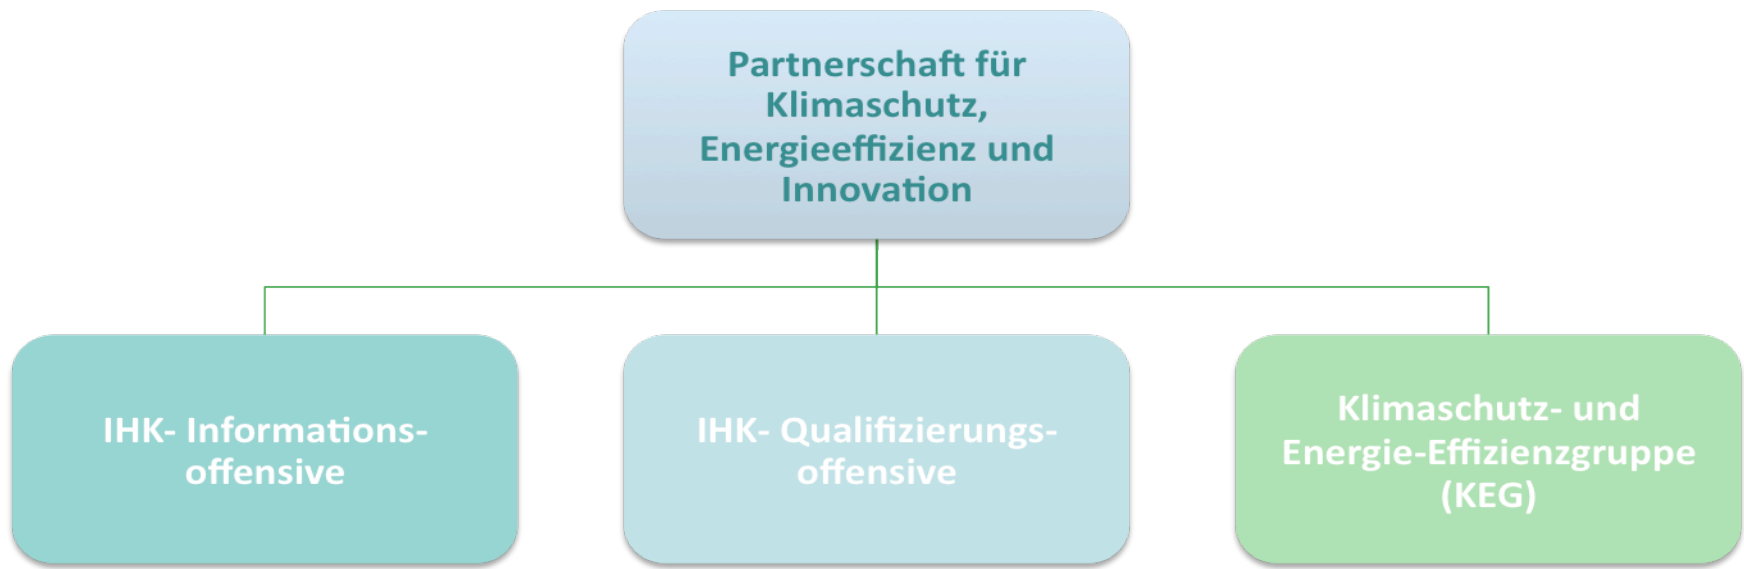 Partnerschaft für
Klimaschutz,
Energieeffizienz und
Innovation
IHK- Informations-
offensive
IHK- Qualifizierungs-
offensive
Klimaschutz- und
Energie-Effizienzgruppe
(KEG)